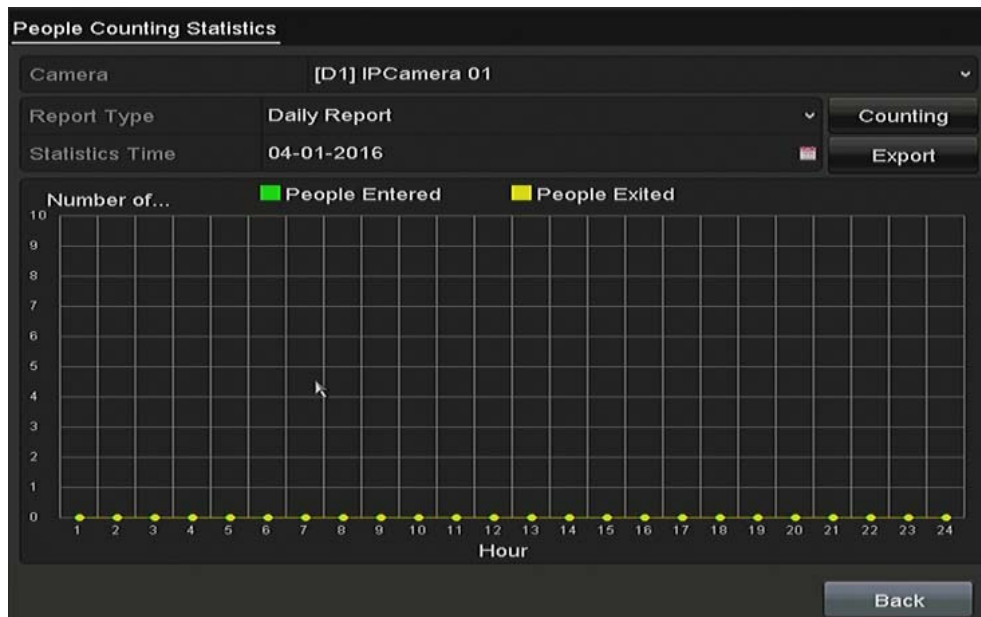 People Counting Statistics
Camera [D1] IPCamera 01
Report Type Daily Report Counting
Statistics Time 04-01-2016 Export
Number of... People Entered People Exited
10
9
8
7
6
5
4
3
2
1
0
1 2 3 4 5 6 7 8 9 10 11 12 13 14 15 16 17 18 19 20 21 22 23 24
Hour
Back